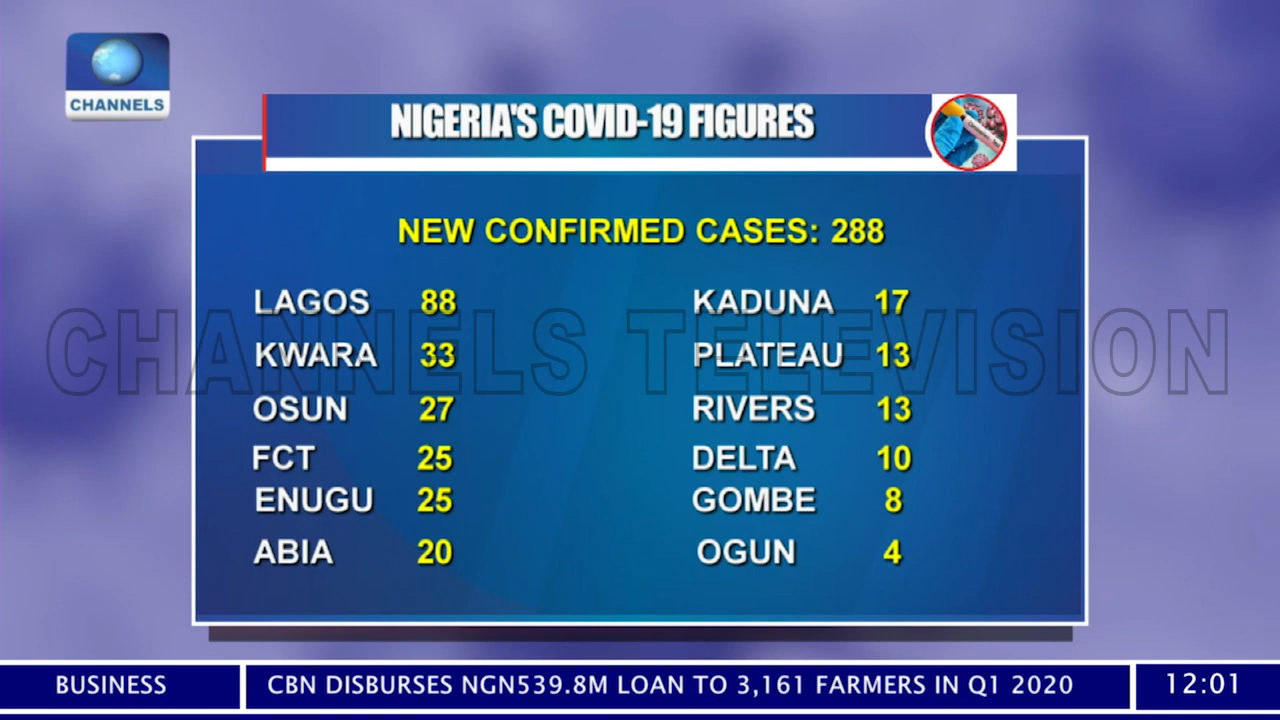 CHANNELS
NIGERIA'S COVID-19 FIGURES
NEW CONFIRMED CASES: 288
LAGOS 88
KWARA 33
OSUN 27
FCT 25
ENUGU 25
ABIA 20
KADUNA 17
PLATEAU 13
RIVERS 13
DELTA 10
GOMBE 8
OGUN 4
CHANNELS TELEVISION
BUSINESS
CBN DISBURSES NGN539.8M LOAN TO 3,161 FARMERS IN Q1 2020
12:01